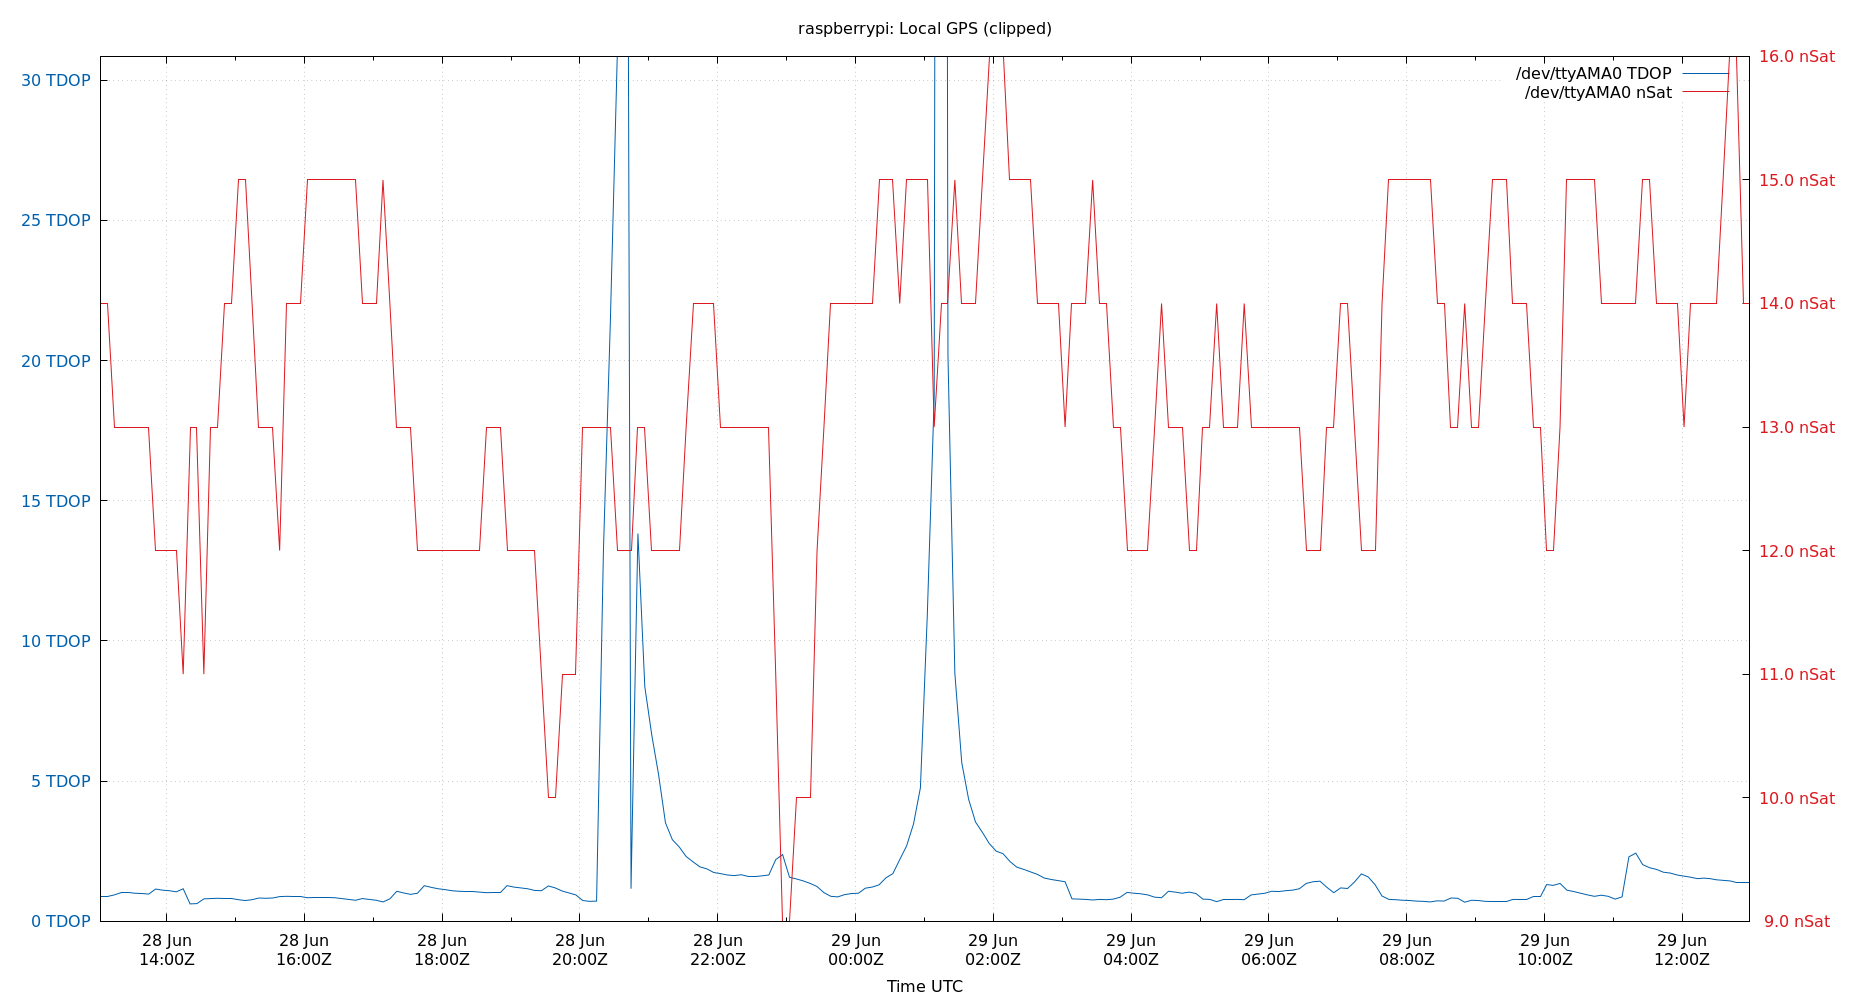 raspberrypi: Local GPS (clipped)
/dev/ttyAMA0 TDOP
/dev/ttyAMA0 nSat
30 TDOP
25 TDOP
20 TDOP
15 TDOP
10 TDOP
5 TDOP
0 TDOP
16.0 nSat
15.0 nSat
14.0 nSat
13.0 nSat
12.0 nSat
11.0 nSat
10.0 nSat
9.0 nSat
28 Jun
14:00Z
28 Jun
16:00Z
28 Jun
18:00Z
28 Jun
20:00Z
28 Jun
22:00Z
29 Jun
00:00Z
29 Jun
02:00Z
29 Jun
04:00Z
29 Jun
06:00Z
29 Jun
08:00Z
29 Jun
10:00Z
29 Jun
12:00Z
Time UTC